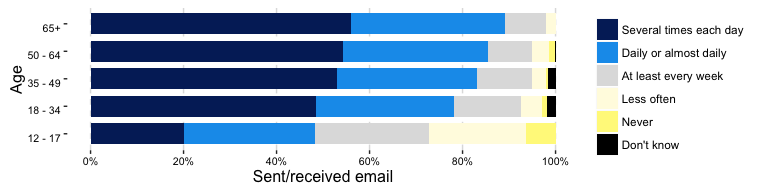 Age
65+
50 - 64
35 - 49
18 - 34
12 - 17
0%
20%
40%
60%
80%
100%
Sent/received email
Several times each day
Daily or almost daily
At least every week
Less often
Never
Don't know